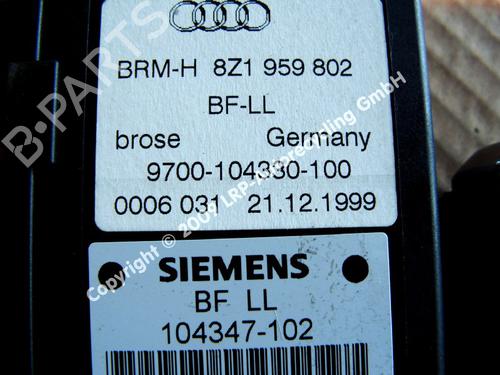 BRM-H 8Z1 959 802
BF-LL
brose Germany
9700-104330-100
0006 031 21.12.1999
SIEMENS
BF LL
104347-102
B-PARTS
Copyright © 2009 LRP-Autorecycling GmbH